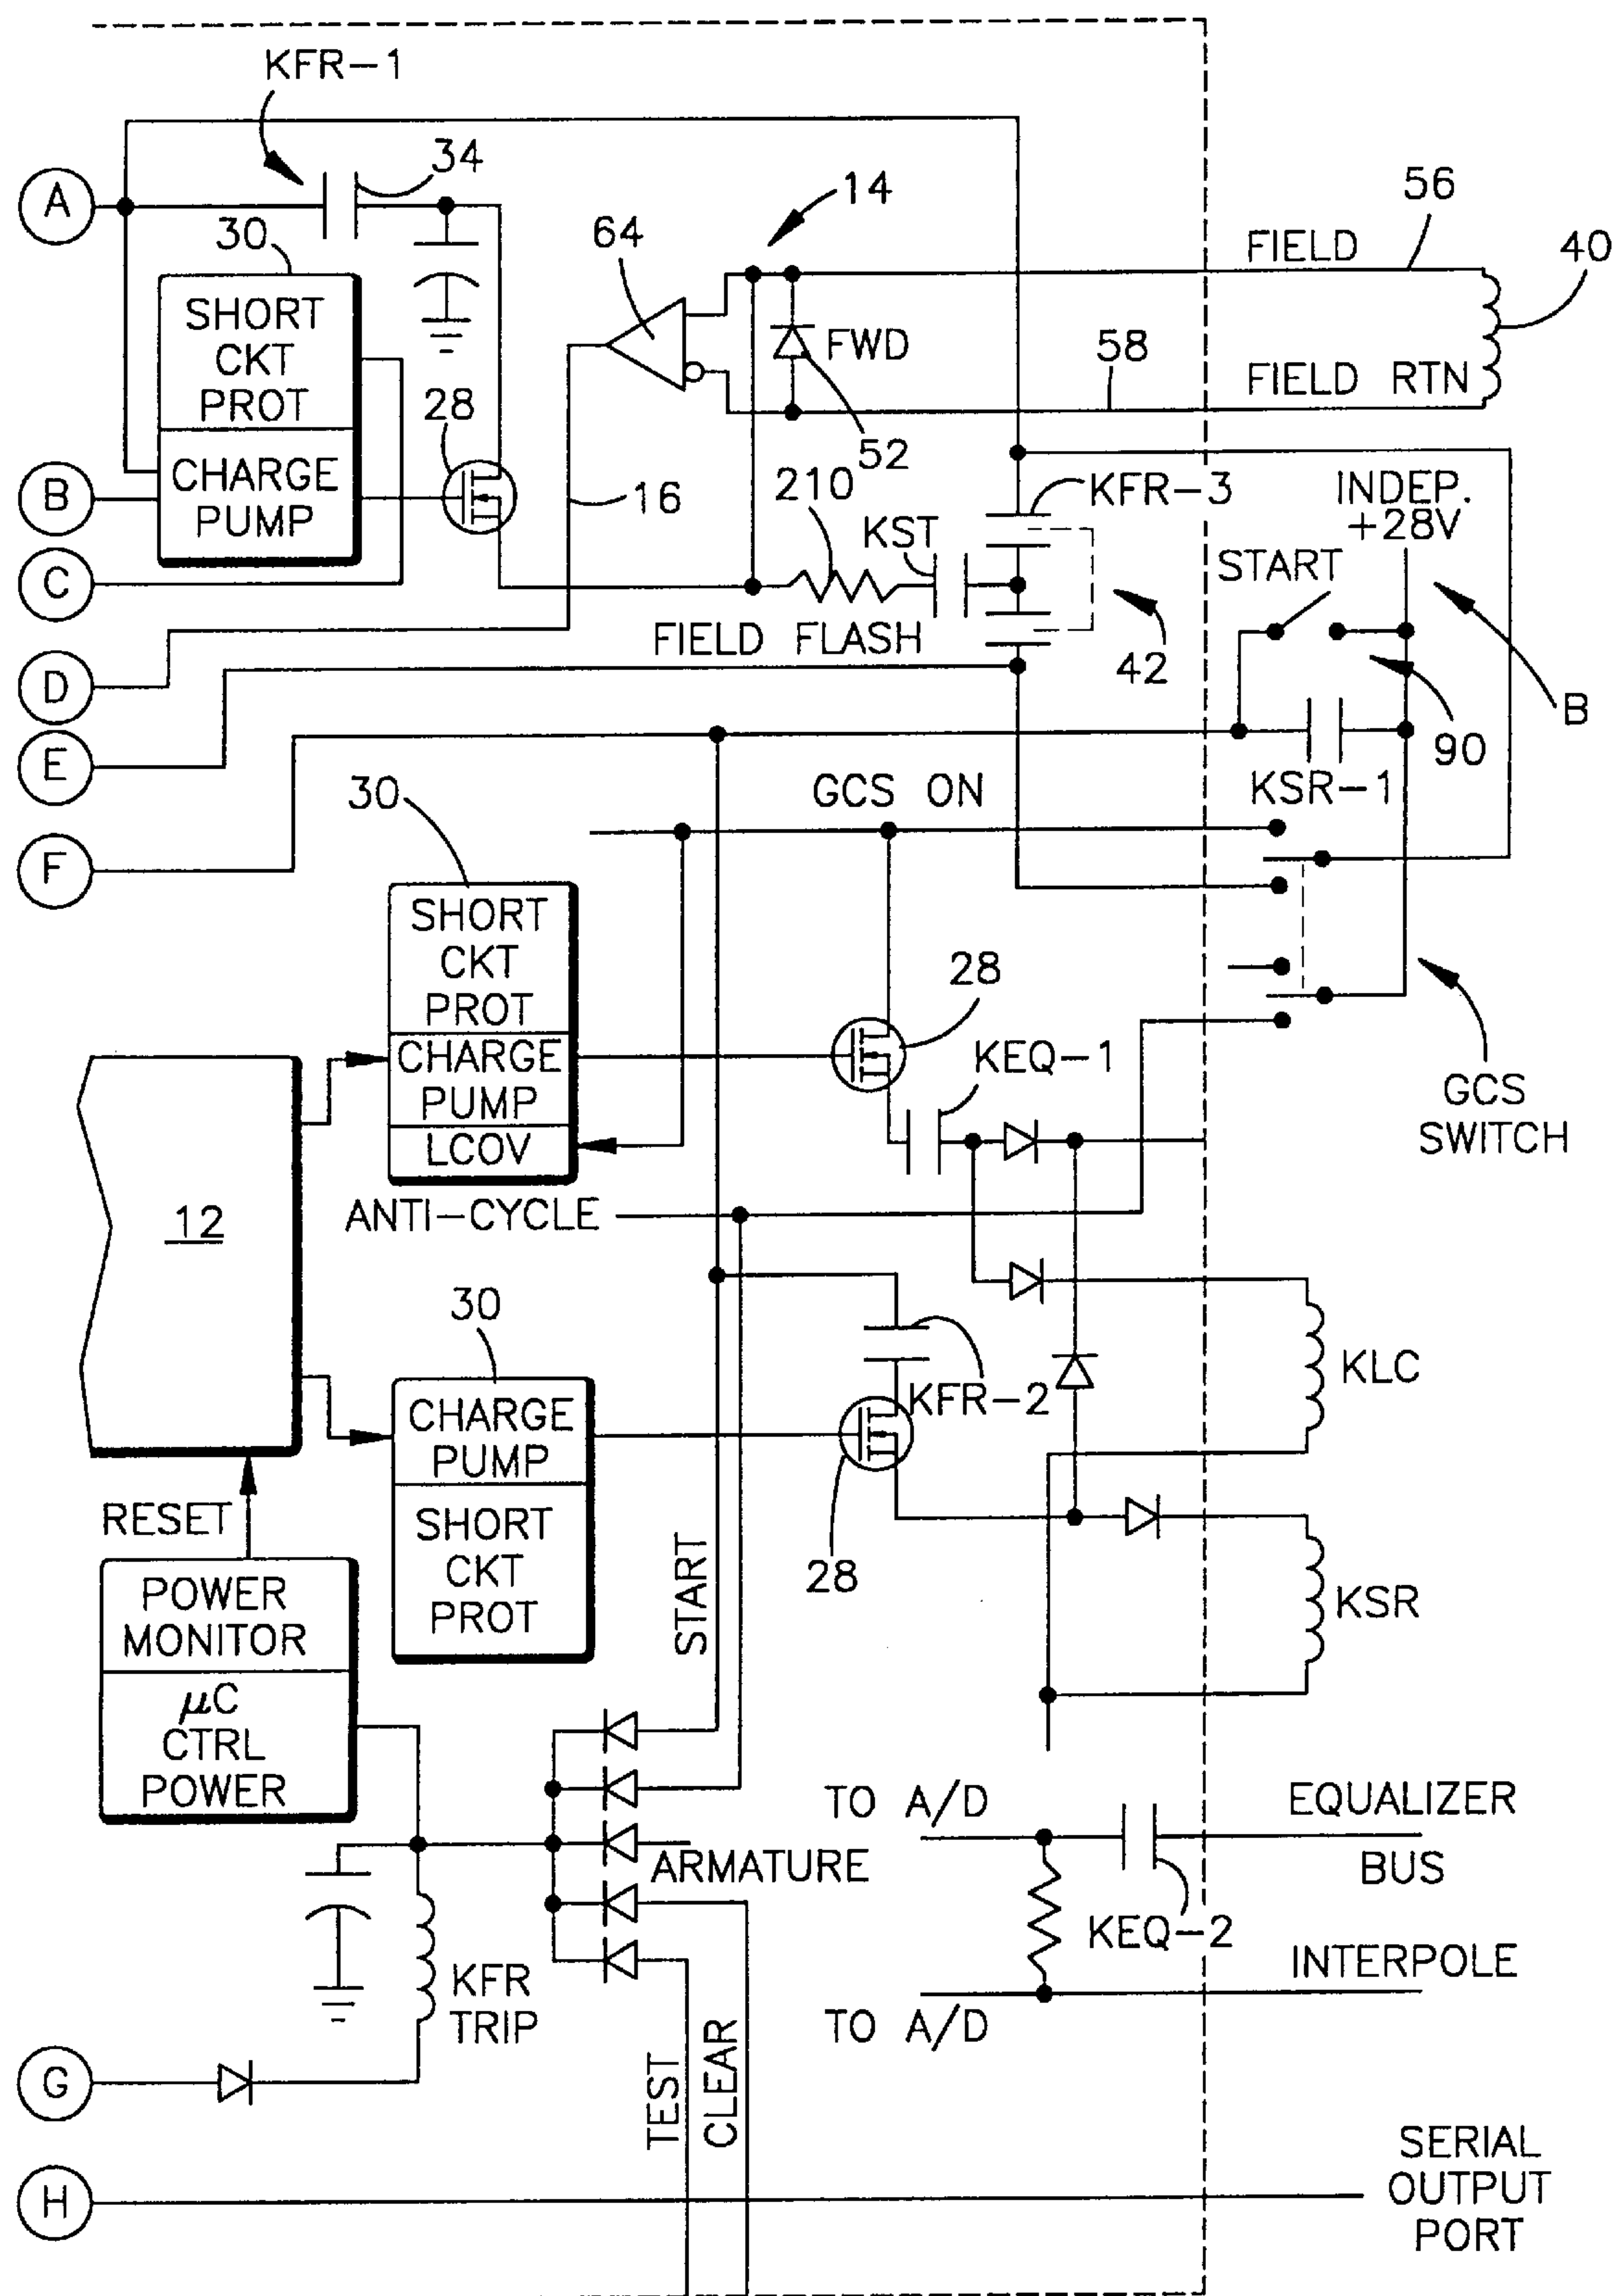 KFR-1
34
A
30
SHORT
CKT
PROT
CHARGE
PUMP
B
C
28
64
14
FWD
52
16
210
KST
KFR-3
FIELD FLASH
42
FIELD
56
40
FIELD RTN
58
INDEP.
+28V
START
B
90
KSR-1
D
E
F
GCS ON
30
SHORT
CKT
PROT
CHARGE
PUMP
LCOV
28
KEQ-1
GCS
SWITCH
12
ANTI-CYCLE
30
CHARGE
PUMP
SHORT
CKT
PROT
KFR-2
28
KLC
KSR
RESET
POWER
MONITOR
µC
CTRL
POWER
START
ARMATURE
KFR
TRIP
TEST
CLEAR
TO A/D
EQUALIZER
BUS
KEQ-2
INTERPOLE
TO A/D
G
H
SERIAL
OUTPUT
PORT